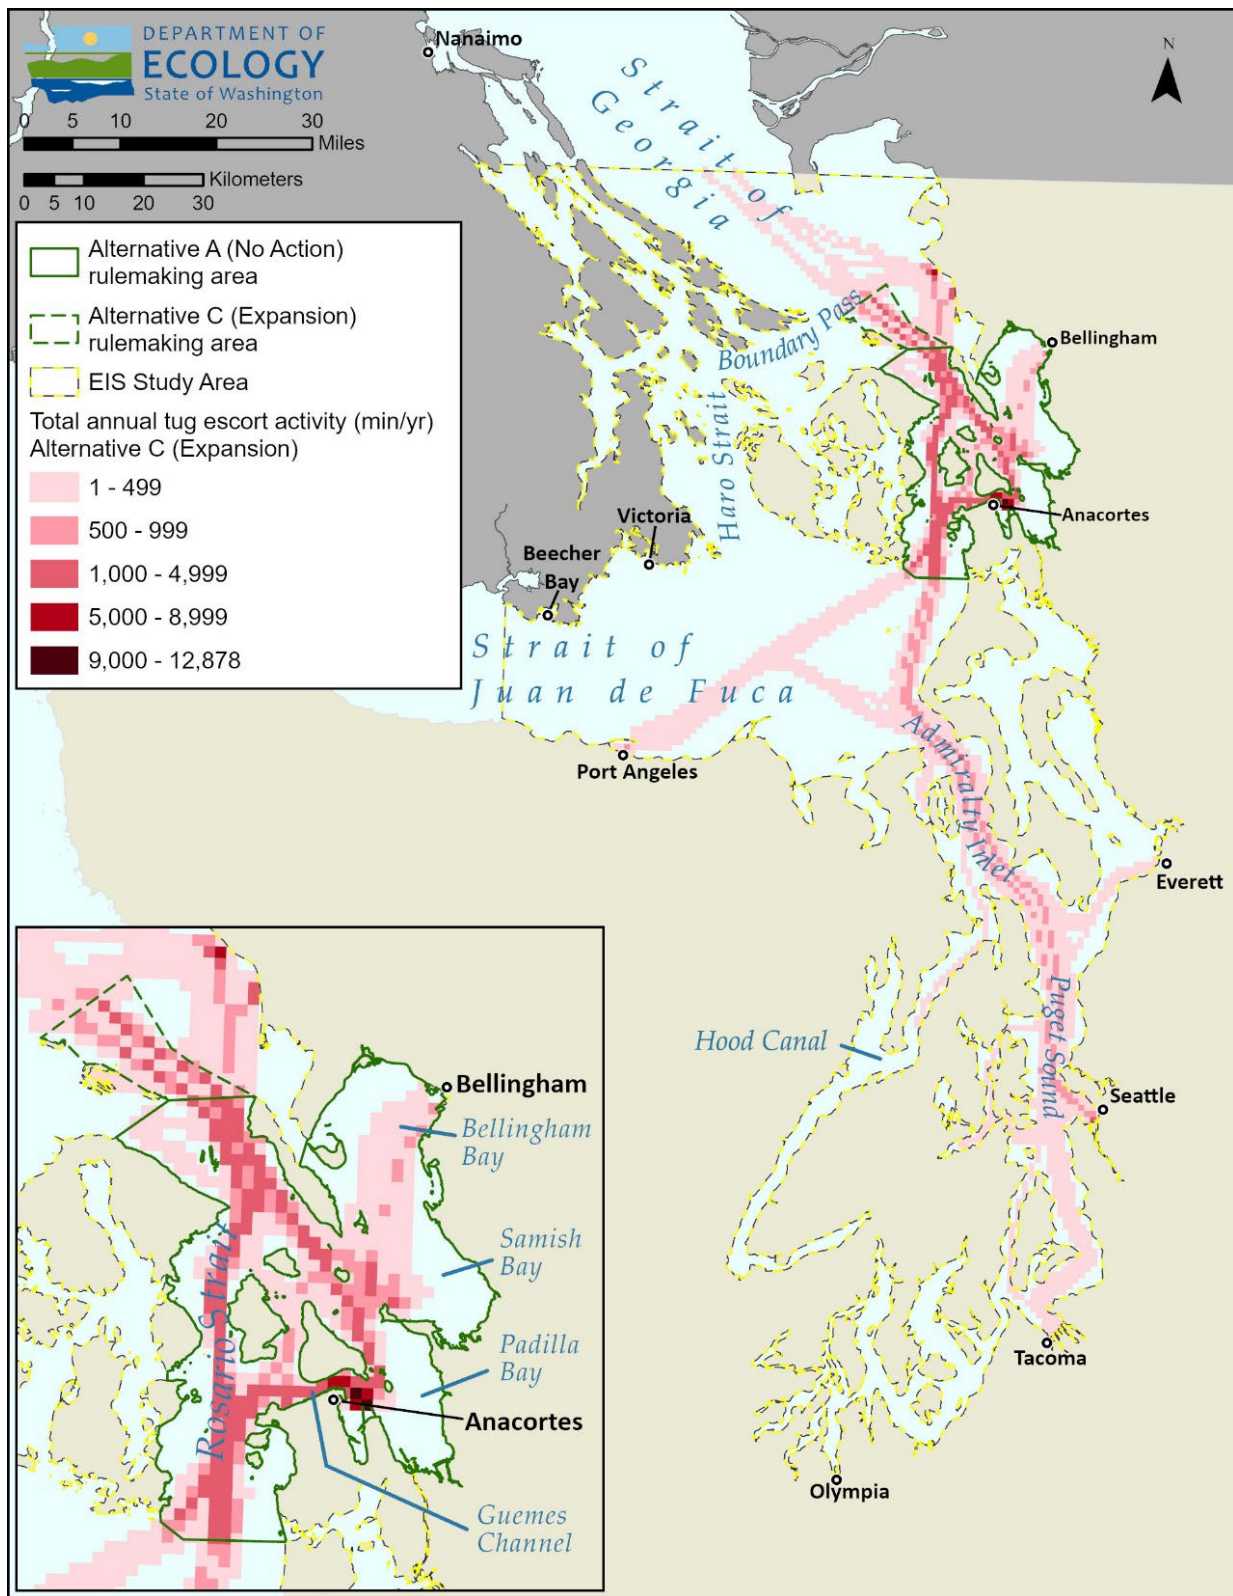 DEPARTMENT OF
ECOLOGY
State of Washington
0 5 10 20 30
Miles
Kilometers
0 5 10 20 30
Alternative A (No Action)
rulemaking area
Alternative C (Expansion)
rulemaking area
EIS Study Area
Total annual tug escort activity (min/yr)
Alternative C (Expansion)
1 - 499
500 - 999
1,000 - 4,999
5,000 - 8,999
9,000 - 12,878
N
Nanaimo
Strait of
Georgia
Boundary Pass
Haro Strait
Bellingham
Anacortes
Victoria
Beecher
Bay
Strait of
Juan de Fuca
Port Angeles
Admiralty Inlet
Everett
Puget Sound
Hood Canal
Seattle
Tacoma
Olympia
Bellingham
Bellingham
Bay
Samish
Bay
Padilla
Bay
Rosario Strait
Anacortes
Guemes
Channel